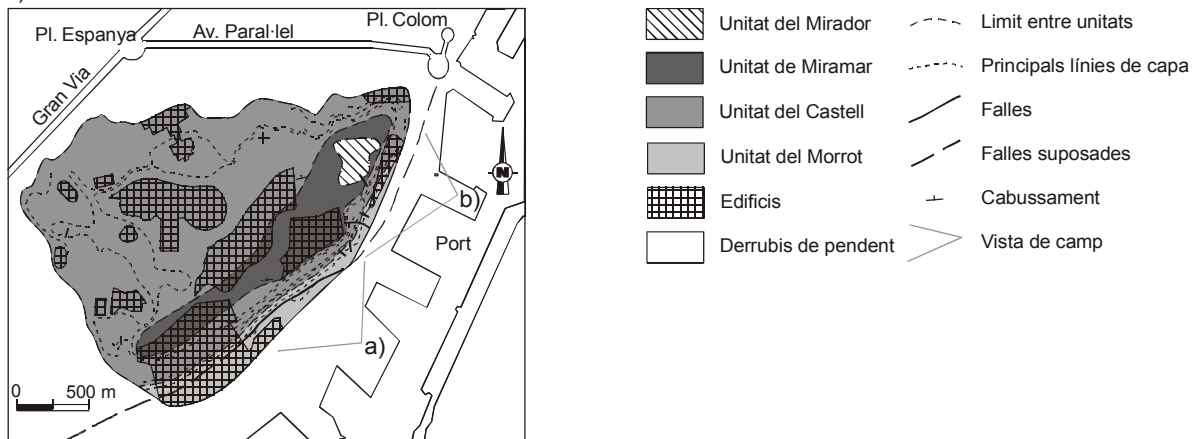 Pl. Colom
Pl. Espanya
Av. Paral·lel
Gran Via
N
b)
Port
a)
0 500 m
Unitat del Mirador
Unitat de Miramar
Unitat del Castell
Unitat del Morrot
Edificis
Derrubis de pendent
Limit entre unitats
Principals línies de capa
Falles
Falles suposades
Cabussament
Vista de camp